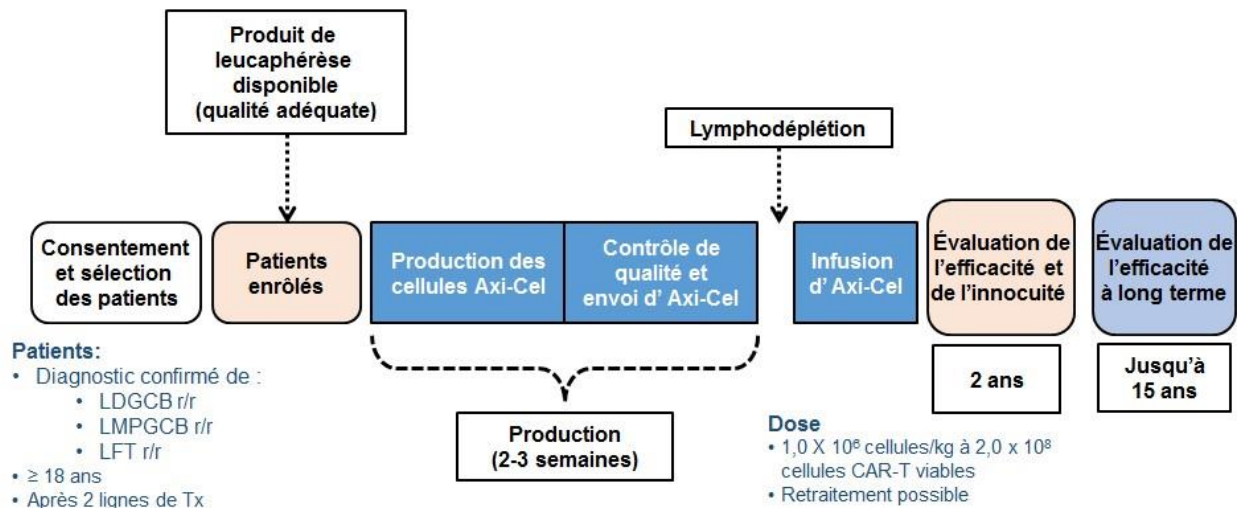 Produit de
leucaphérèse
disponible
(qualité adéquate)
Lymphodéplétion
Consentement
et sélection
des patients
Patients
enrôlés
Production des
cellules Axi-Cel
Contrôle de
qualité et
envoi d’ Axi-Cel
Infusion
d’ Axi-Cel
Évaluation de
l’efficacité et
de l’innocuité
Évaluation de
l’efficacité
à long terme
2 ans
Jusqu’à
15 ans
Production
(2-3 semaines)
Patients:
• Diagnostic confirmé de :
• LDGCB r/r
• LMPGCB r/r
• LFT r/r
• ≥ 18 ans
• Après 2 lignes de Tx
Dose
• 1,0 X 10⁶ cellules/kg à 2,0 x 10⁸
cellules CAR-T viables
• Retraitement possible